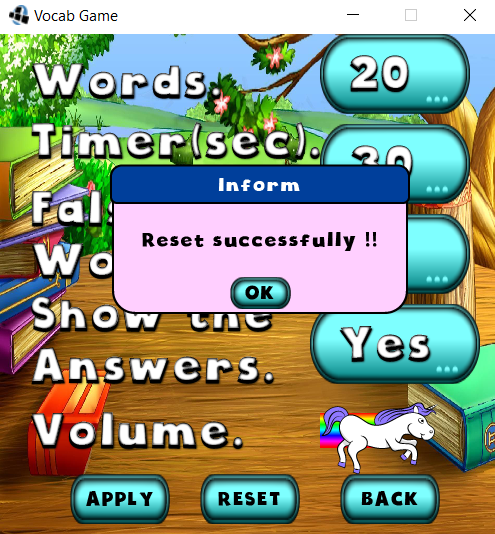 Vocab Game
Words.
20
Timer(sec).
30
Inform
Reset successfully !!
OK
Show the
Answers.
Yes
Volume.
APPLY
RESET
BACK